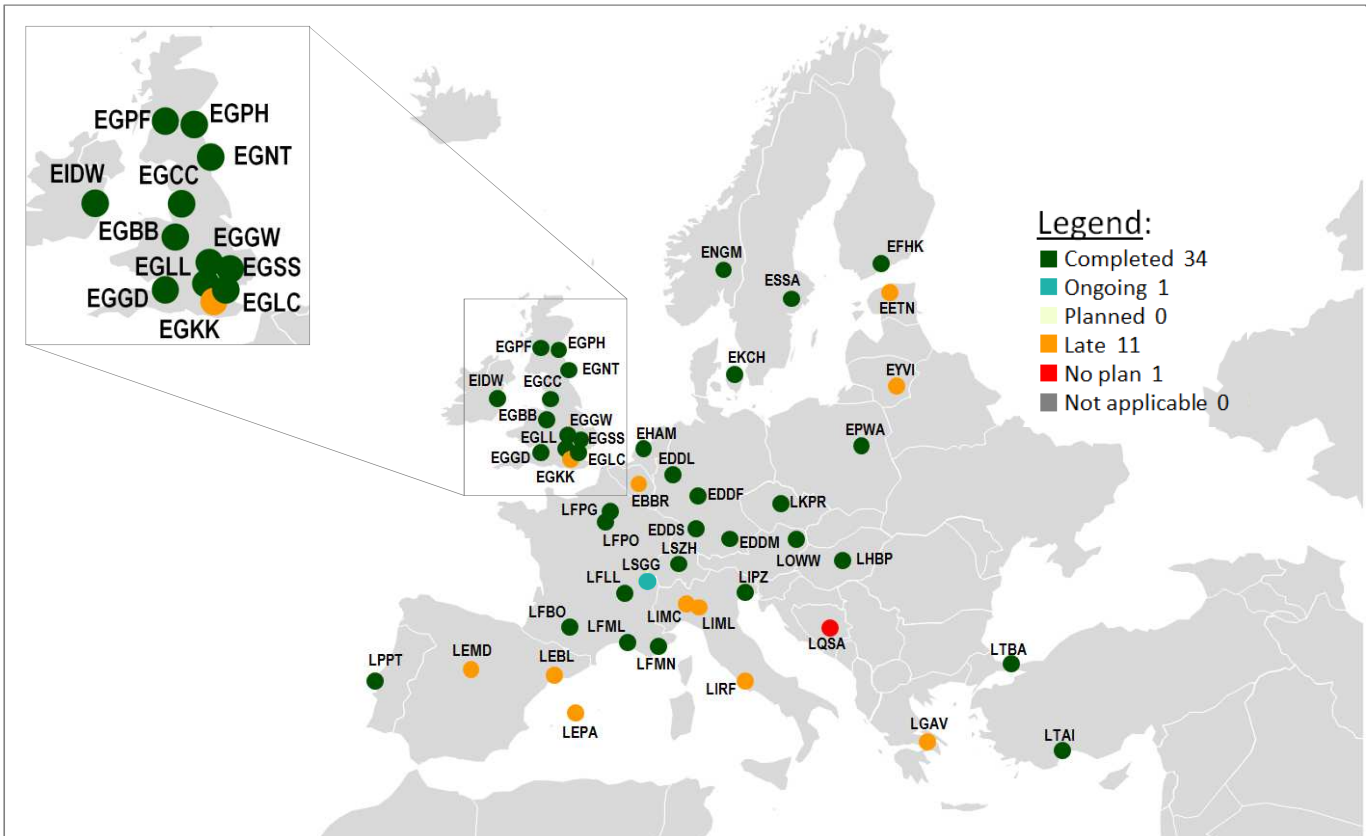 EGPF
EGPH
EGNT
EIDW
EGCC
EGBB
EGGW
EGLL
EGSS
EGGD
EGLC
EGKK
Legend:
Completed 34
Ongoing 1
Planned 0
Late 11
No plan 1
Not applicable 0
EFHK
ENGM
ESSA
EETN
EKCH
EYVI
EGPF
EGPH
EGNT
EIDW
EGCC
EGBB
EGGW
EGLL
EGSS
EGGD
EGLC
EGKK
EHAM
EPWA
EDDL
EBBR
EDDF
LKPR
LFPG
LFPO
EDDS
EDDM
LOWW
LHBP
LSZH
LSGG
LFLL
LIPZ
LIMC
LIML
LFBO
LFML
LFMN
LQSA
LTBA
LPPT
LEMD
LEBL
LIRF
LEPA
LGAV
LTAI